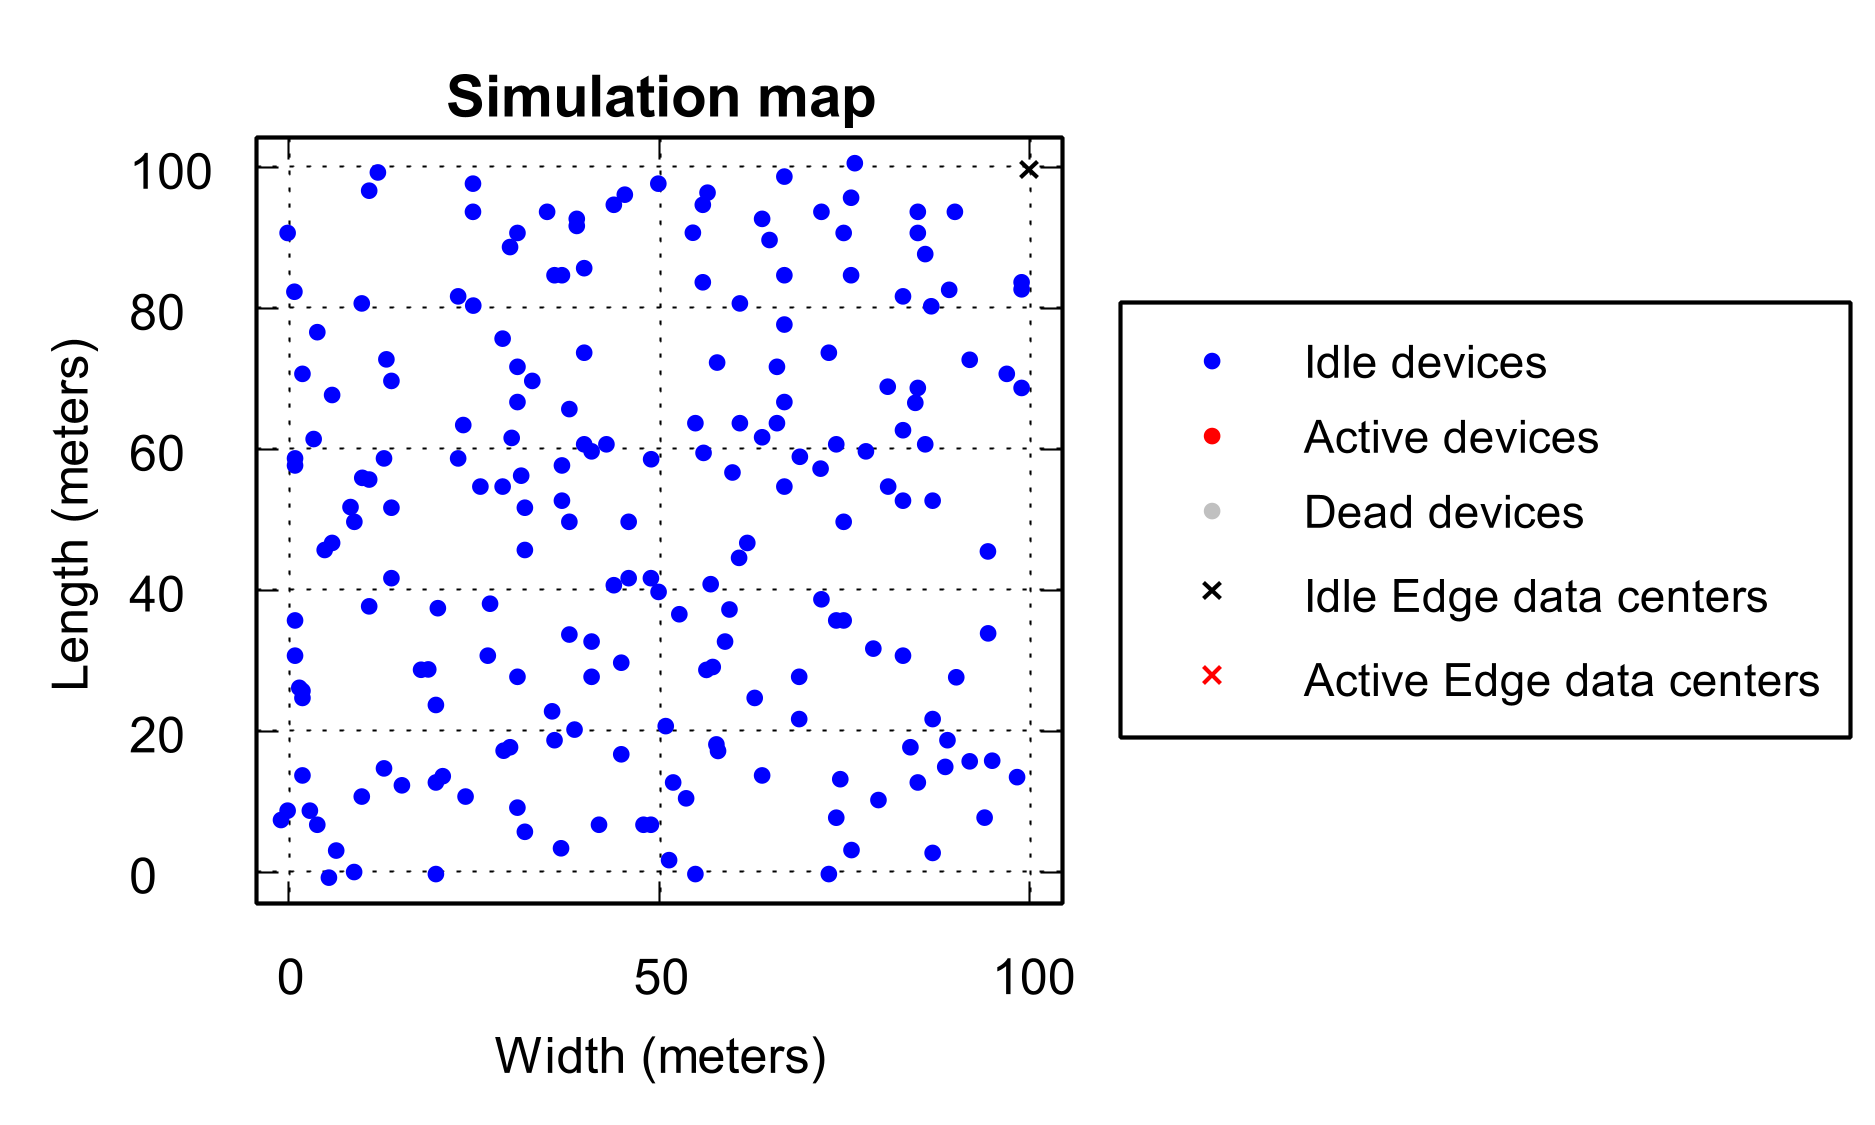 Simulation map
100
80
60
40
20
0
Length (meters)
0 50 100
Width (meters)
Idle devices
Active devices
Dead devices
Idle Edge data centers
Active Edge data centers